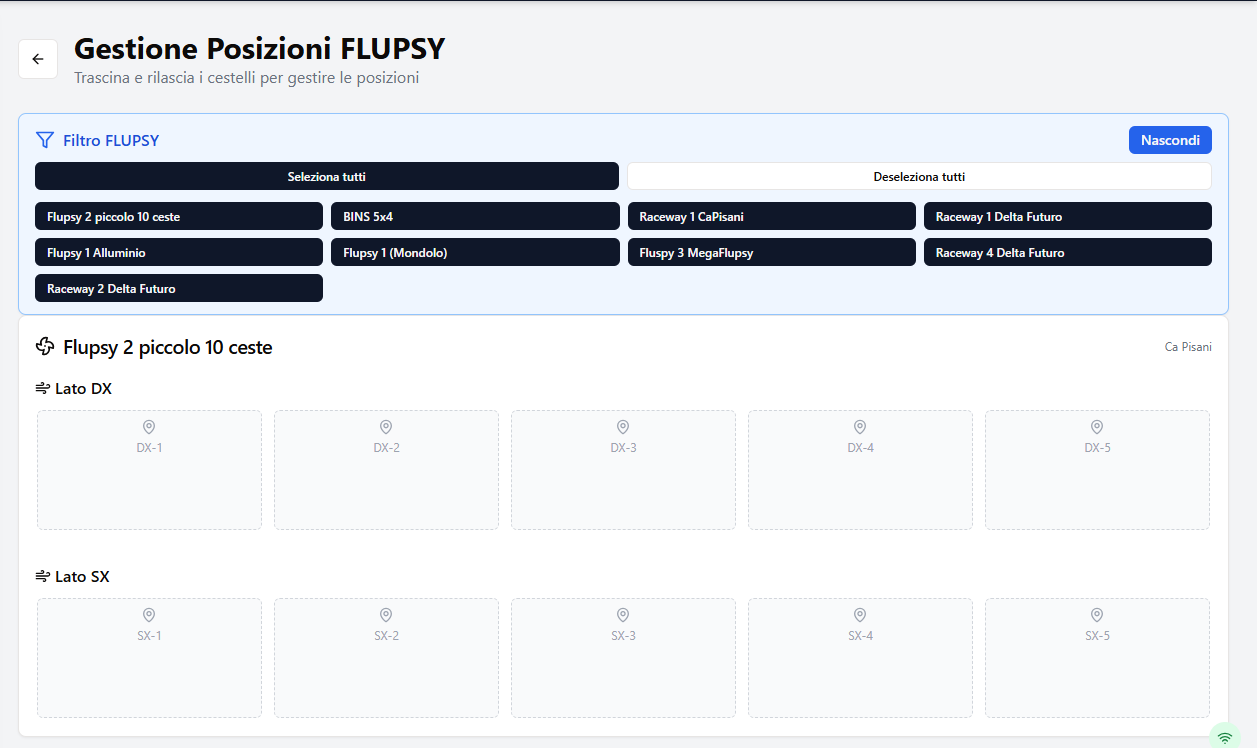 Gestione Posizioni FLUPSY
Trascina e rilascia i cestelli per gestire le posizioni
Filtro FLUPSY
Nascondi
Seleziona tutti
Deseleziona tutti
Flupsy 2 piccolo 10 ceste
BINS 5x4
Raceway 1 CaPisani
Raceway 1 Delta Futuro
Flupsy 1 Alluminio
Flupsy 1 (Mondolo)
Fluspy 3 MegaFlupsy
Raceway 4 Delta Futuro
Raceway 2 Delta Futuro
Flupsy 2 piccolo 10 ceste
Ca Pisani
Lato DX
DX-1
DX-2
DX-3
DX-4
DX-5
Lato SX
SX-1
SX-2
SX-3
SX-4
SX-5